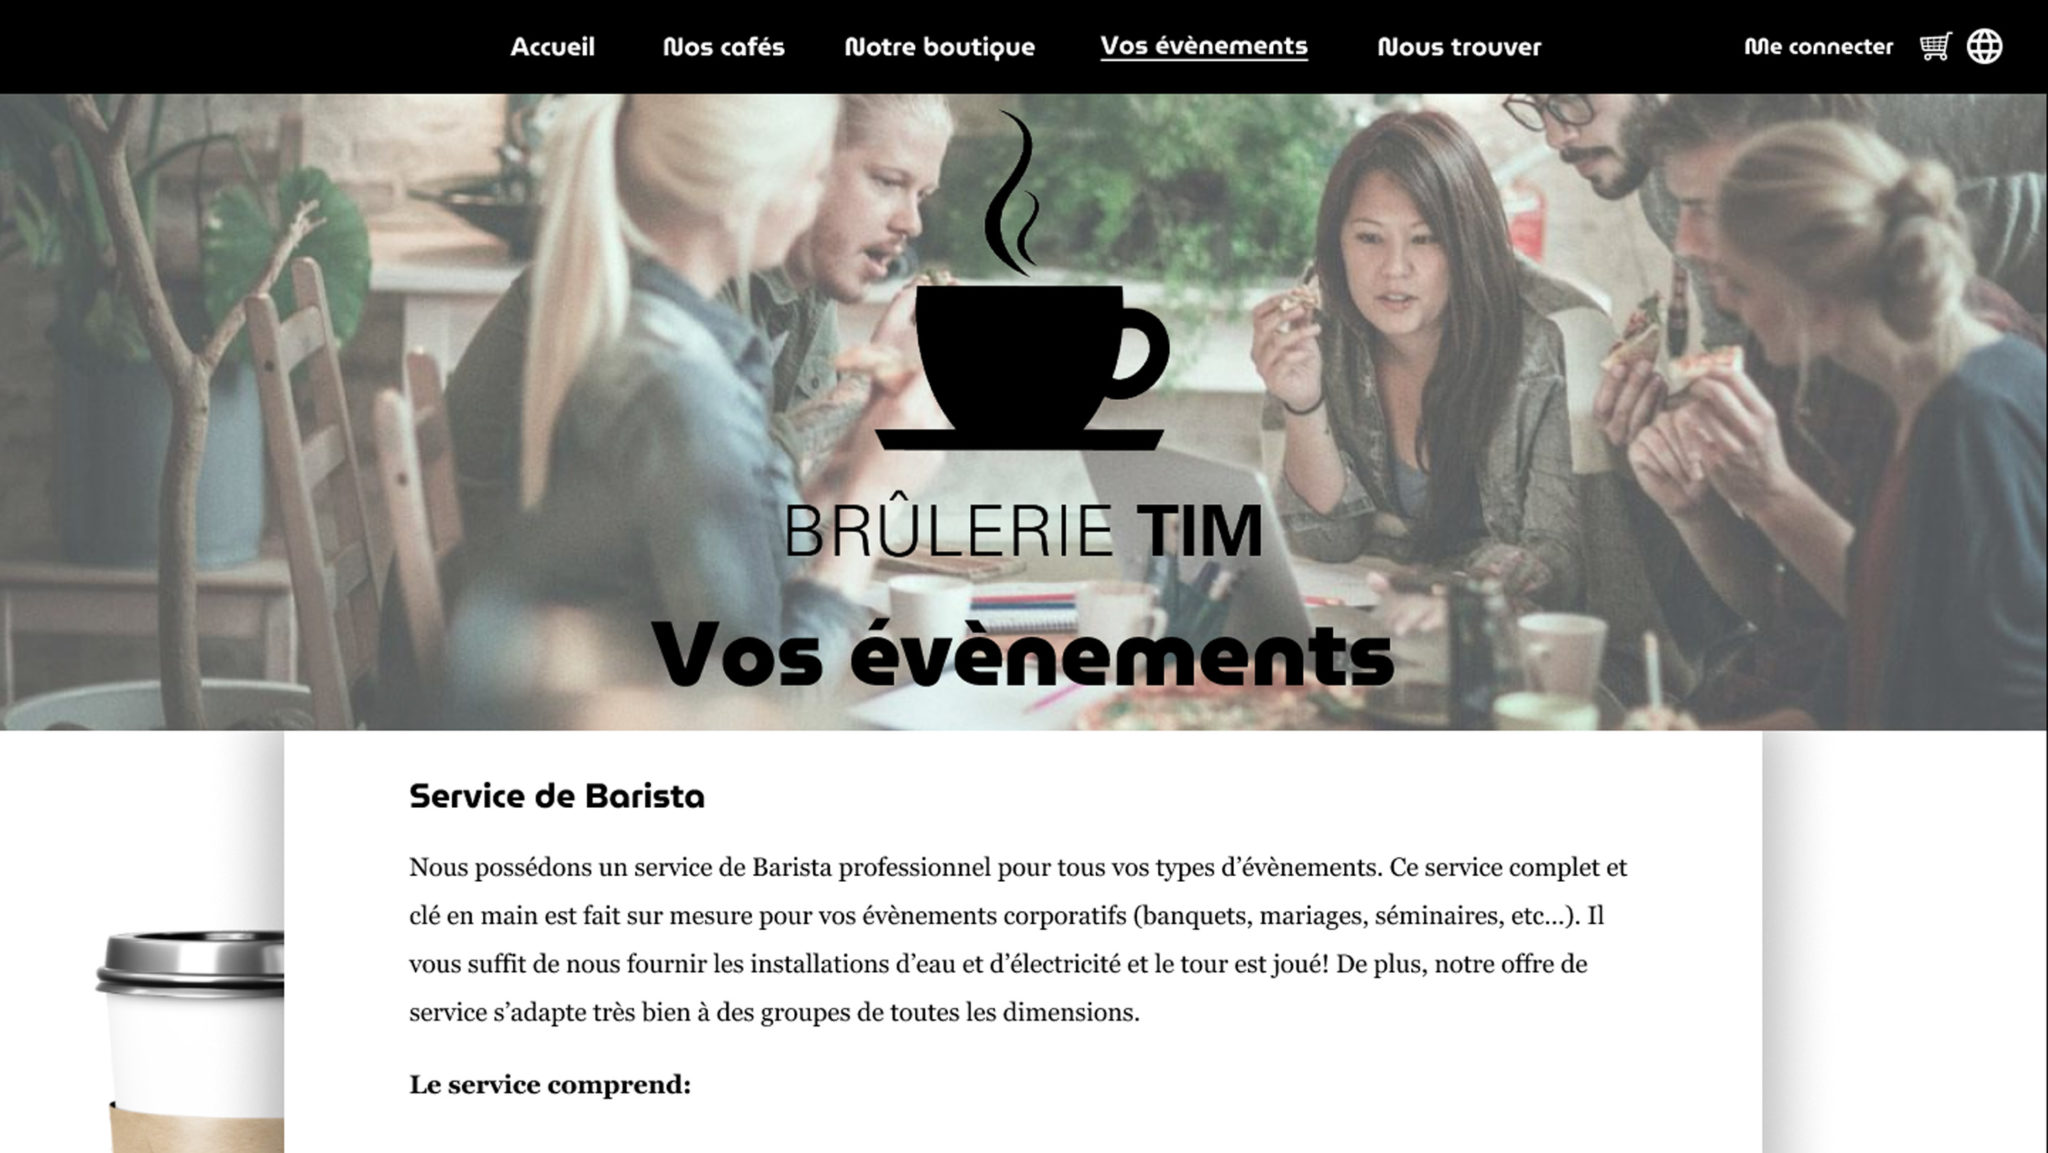 Accueil
Nos cafés
Notre boutique
Vos évènements
Nous trouver
Me connecter
BRÛLERIE TIM
Vos évènements
Service de Barista
Nous possédons un service de Barista professionnel pour tous vos types d’évènements. Ce service complet et
clé en main est fait sur mesure pour vos évènements corporatifs (banquets, mariages, séminaires, etc...). Il
vous suffit de nous fournir les installations d’eau et d’électricité et le tour est joué! De plus, notre offre de
service s’adapte très bien à des groupes de toutes les dimensions.
Le service comprend: